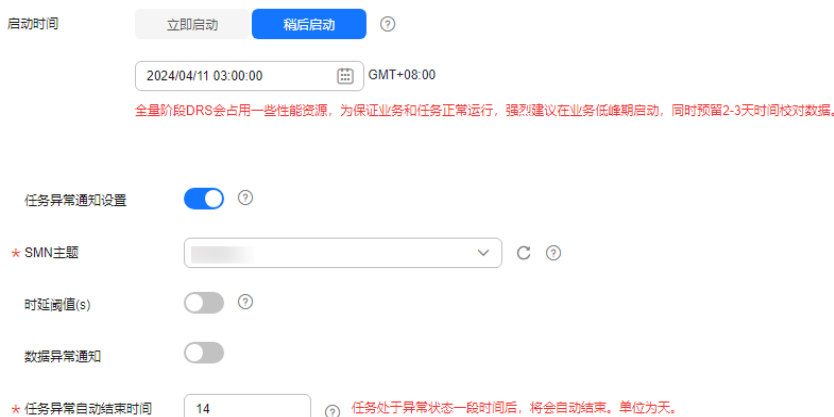 启动时间 立即启动 稍后启动
2024/04/11 03:00:00 GMT+08:00
全量阶段DRS会占用一些性能资源，为保证业务和任务正常运行，强烈建议在业务低峰期启动，同时预留2-3天时间校对数据。
任务异常通知设置
* SMN主题
时延阈值(s)
数据异常通知
* 任务异常自动结束时间 14 任务处于异常状态一段时间后，将会自动结束。单位为天。